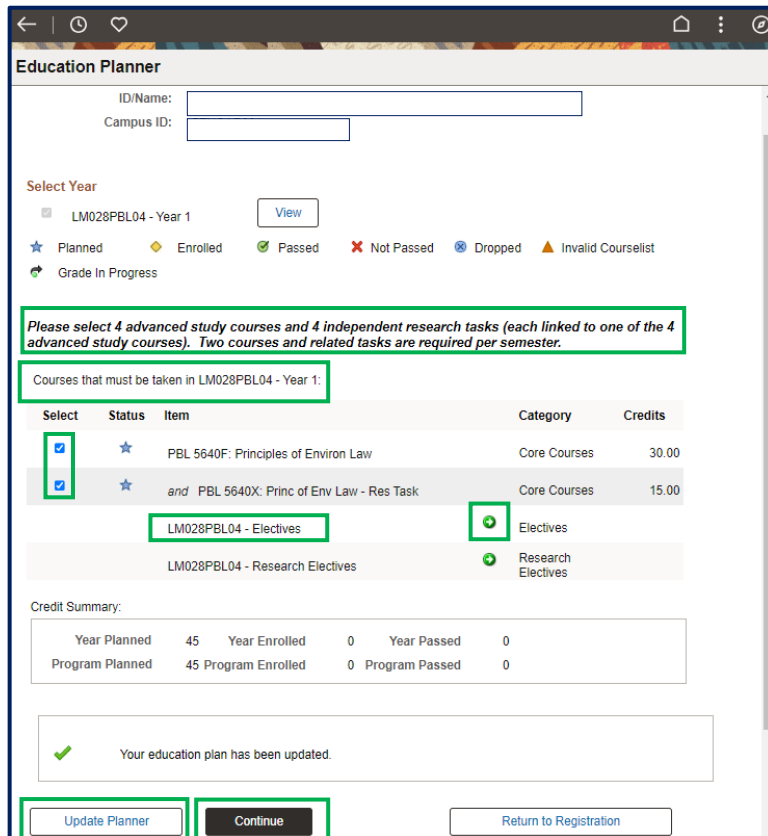 Education Planner
ID/Name:
Campus ID:
Select Year
LM028PBL04 - Year 1 View
Planned Enrolled Passed Not Passed Dropped Invalid Courselist
Grade In Progress
Please select 4 advanced study courses and 4 independent research tasks (each linked to one of the 4
advanced study courses). Two courses and related tasks are required per semester.
Courses that must be taken in LM028PBL04 - Year 1:
Select Status Item Category Credits
PBL 5640F: Principles of Environ Law Core Courses 30.00
and PBL 5640X: Princ of Env Law - Res Task Core Courses 15.00
LM028PBL04 - Electives Electives
LM028PBL04 - Research Electives Research
Electives
Credit Summary:
Year Planned 45 Year Enrolled 0 Year Passed 0
Program Planned 45 Program Enrolled 0 Program Passed 0
Your education plan has been updated.
Update Planner Continue Return to Registration